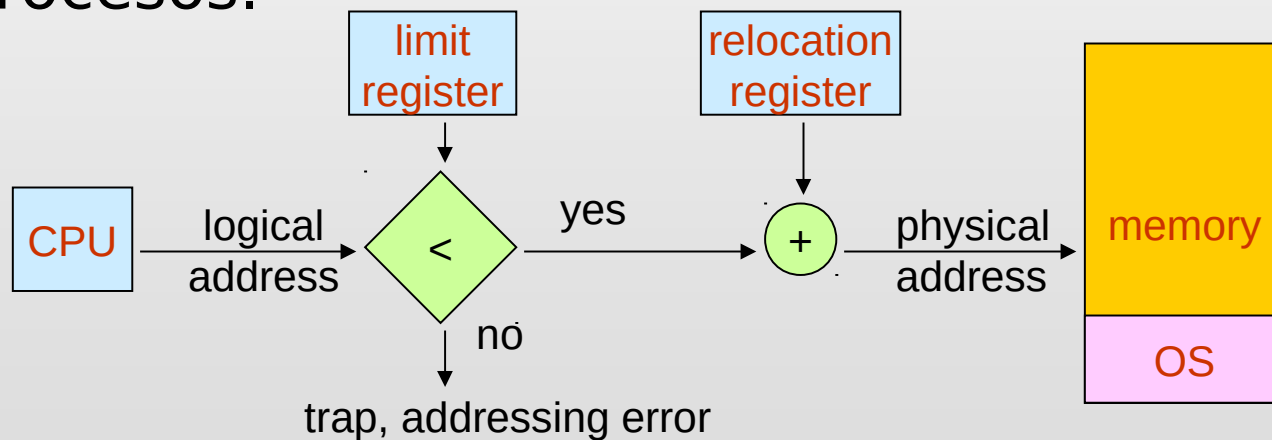 limit
register
relocation
register
CPU
logical
address
<
yes
+
physical
address
memory
no
OS
trap, addressing error